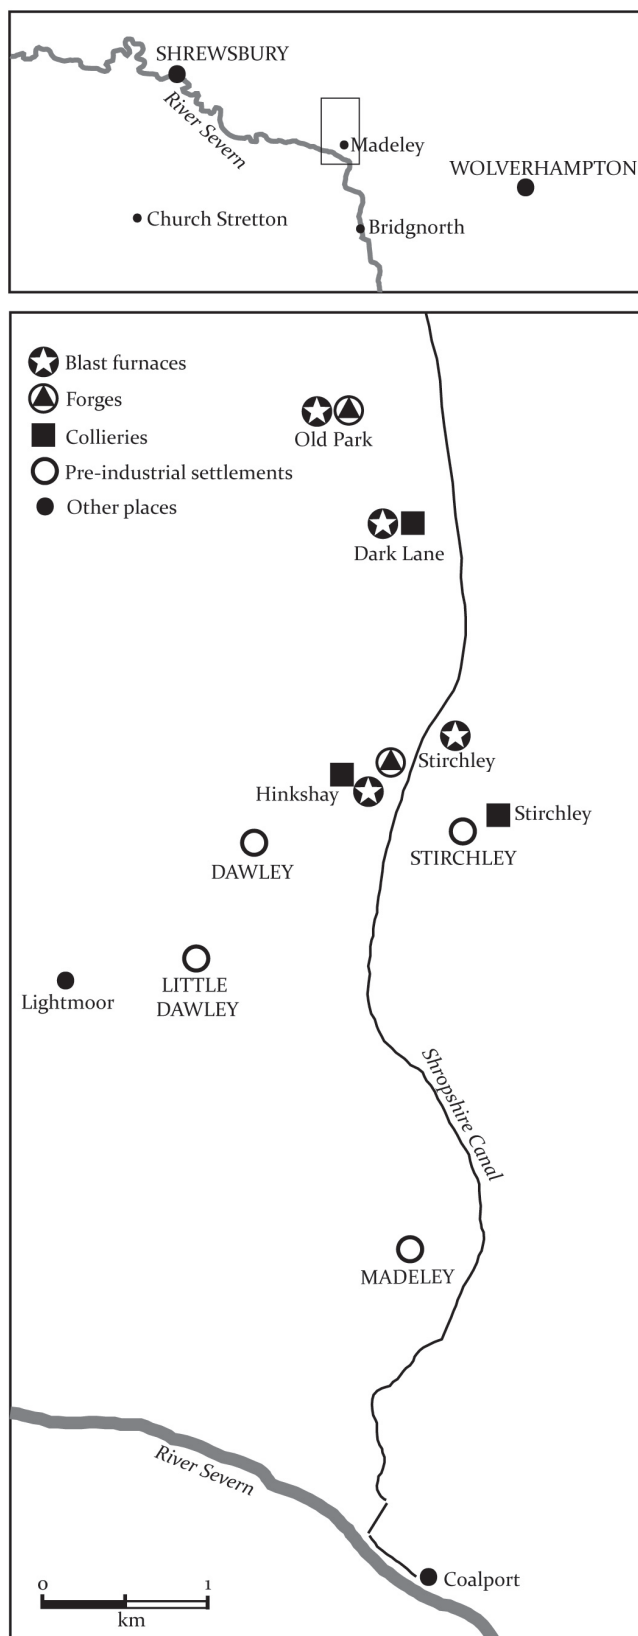 SHREWSBURY
River Severn
Madeley
WOLVERHAMPTON
Church Stretton
Bridgnorth
Blast furnaces
Forges
Collieries
Pre-industrial settlements
Other places
Old Park
Dark Lane
Stirchley
Hinkshay
Stirchley
STIRCHLEY
DAWLEY
LITTLE
DAWLEY
Lightmoor
Shropshire Canal
MADELEY
River Severn
Coalport
0 1
km